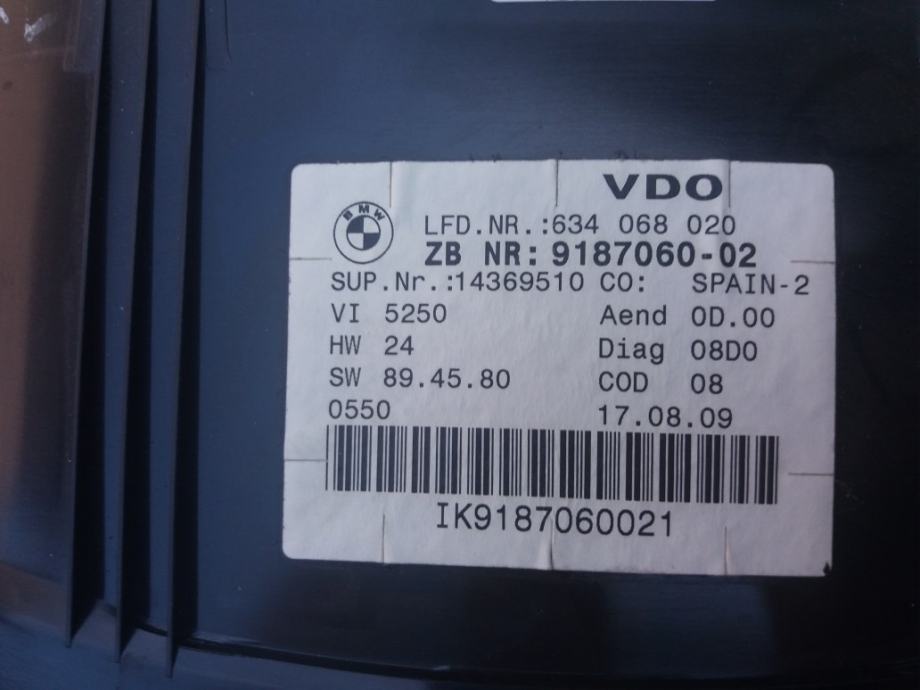 VDO
BMW
LFD.NR.:634 068 020
ZB NR: 9187060-02
SUP.Nr.:14369510 CO: SPAIN-2
VI 5250 Aend 0D.00
HW 24 Diag 08D0
SW 89.45.80 COD 08
0550 17.08.09
IK9187060021